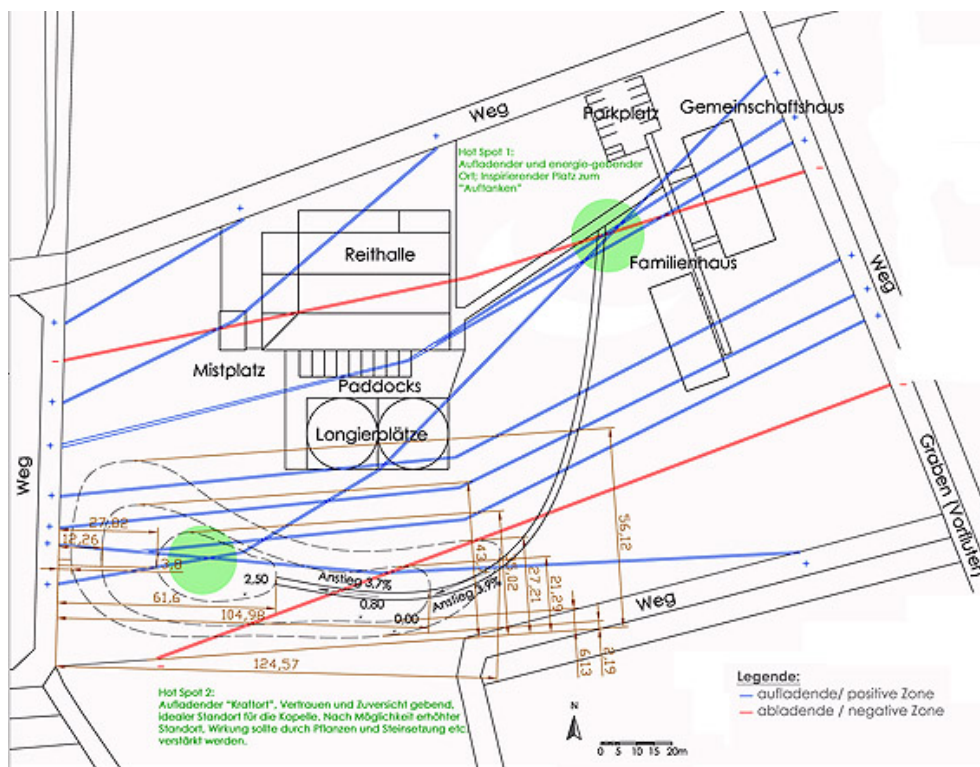 Weg
Parkplatz
Gemeinschaftshaus
Hot Spot 1:
Aufladender und energie-gebender
Ort; Inspirierender Platz zum
"Auftanken"
Reithalle
Familienhaus
Weg
Mistplatz
Paddocks
Longierplätze
Weg
Graben (Vorfluter)
27,02
12,26
3,8
2,50
61,6
104,98
124,57
Anstieg 3,7%
0,80
0,00
Anstieg 3,9%
27,21
21,29
56,12
6,13
2,19
Weg
Hot Spot 2:
Aufladender "Kraftort", Vertrauen und Zuversicht gebend,
idealer Standort für die Kapelle. Nach Möglichkeit erhöhter
Standort, Wirkung sollte durch Pflanzen und Steinsetzung etc.
verstärkt werden.
N
0 5 10 15 20m
Legende:
aufladende/ positive Zone
abladende / negative Zone